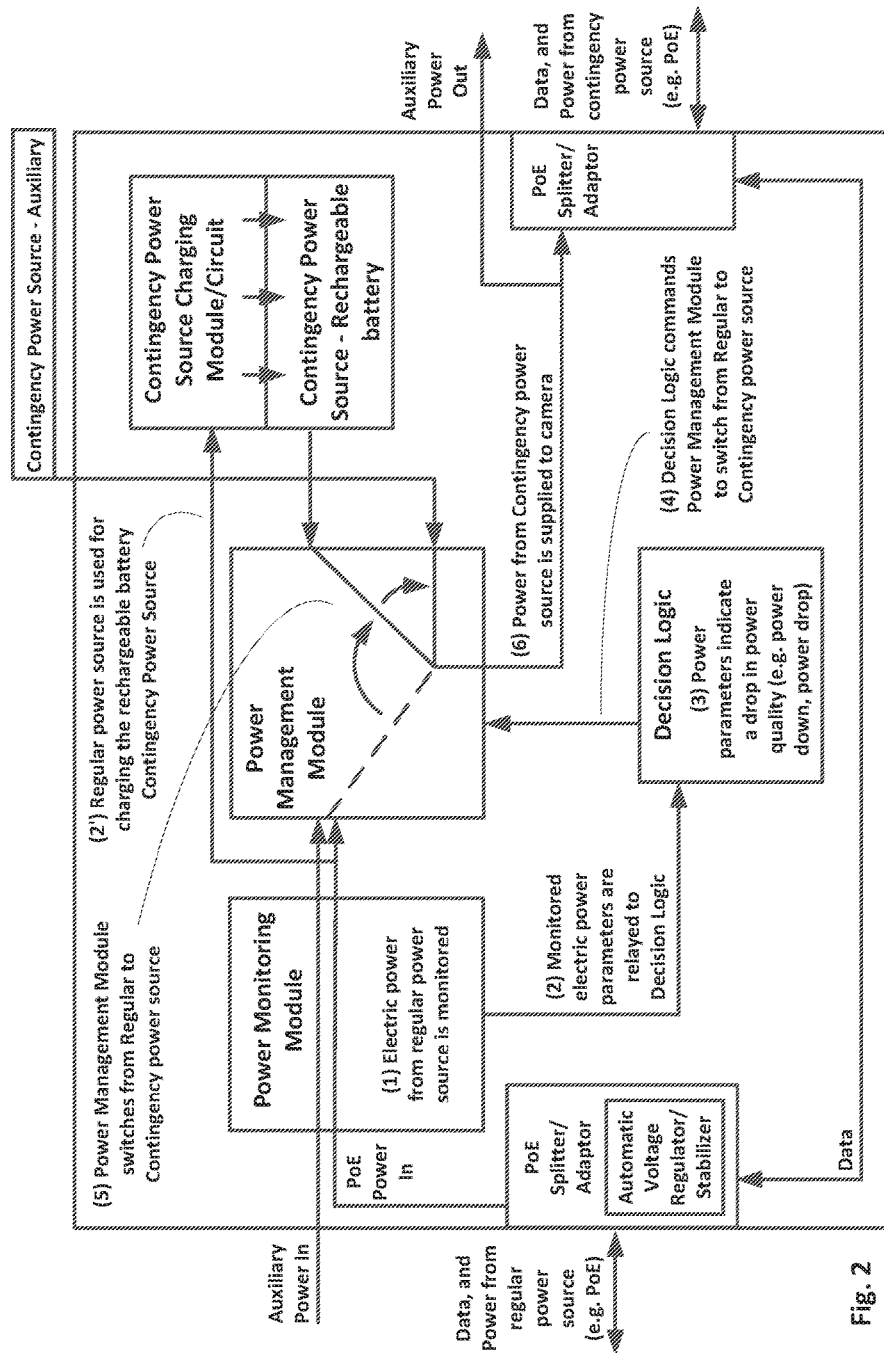 Contingency Power Source - Auxiliary
(5) Power Management Module
switches from Regular to
Contingency power source
(2') Regular power source is used for
charging the rechargeable battery
Contingency Power Source
Contingency Power
Source Charging
Module/Circuit
Contingency Power
Source - Rechargeable
battery
Auxiliary
Power In
Power Monitoring
Module
(1) Electric power
from regular power
source is monitored
Power
Management
Module
Auxiliary
Power
Out
PoE
Power
In
Data, and
Power from
regular
power
source
(e.g. PoE)
PoE
Splitter/
Adaptor
Automatic
Voltage
Regulator/
Stabilizer
(2) Monitored
electric power
parameters are
relayed to
Decision Logic
Decision Logic
(3) Power
parameters indicate
a drop in power
quality (e.g. power
down, power drop)
(6) Power from Contingency power
source is supplied to camera
(4) Decision Logic commands
Power Management Module
to switch from Regular to
Contingency power source
PoE
Splitter/
Adaptor
Data, and
Power from
contingency
power
source
(e.g. PoE)
Data
Fig. 2